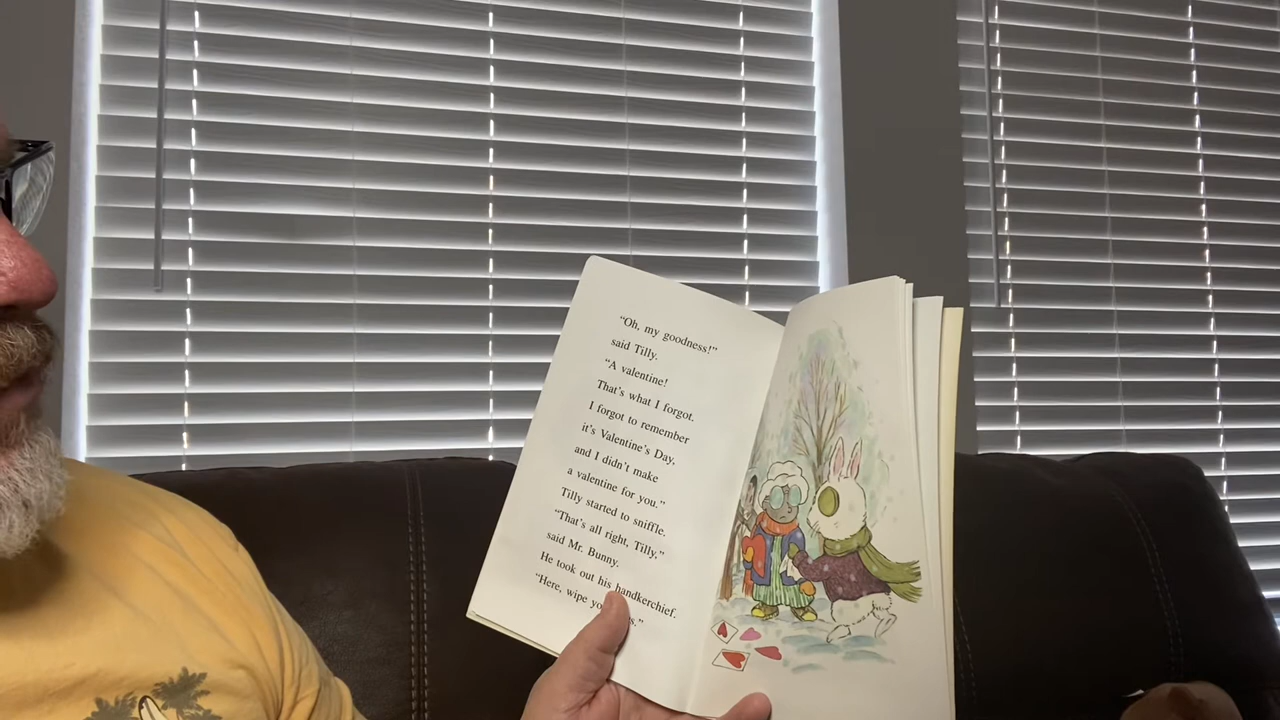 “Oh, my goodness!”
said Tilly.
“A valentine!
That’s what I forgot.
I forgot to remember
it’s Valentine’s Day,
and I didn’t make
a valentine for you.”
Tilly started to sniffle.
“That’s all right, Tilly,”
said Mr. Bunny.
He took out his handkerchief.
“Here, wipe